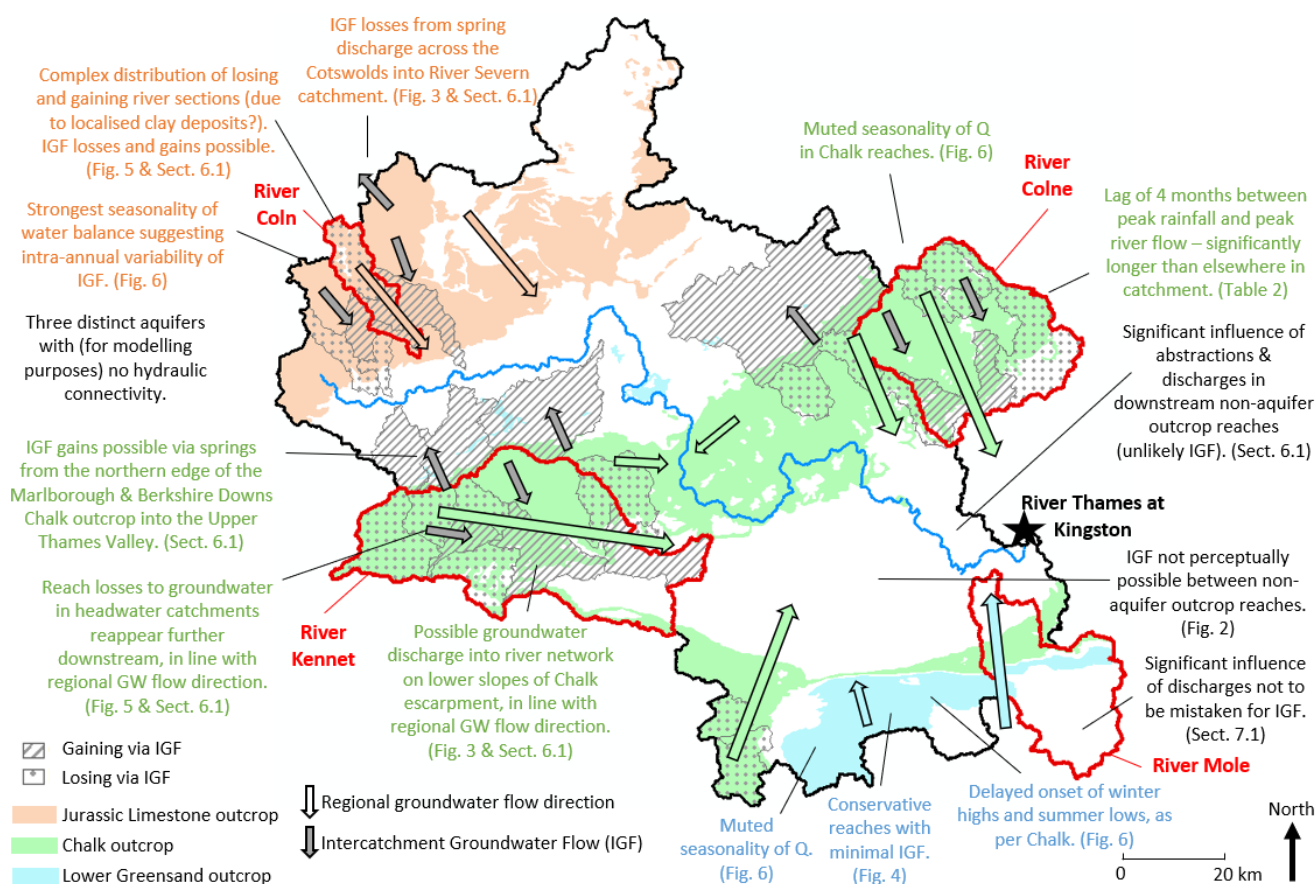 IGF losses from spring
discharge across the
Cotswolds into River Severn
catchment. (Fig. 3 & Sect. 6.1)
Complex distribution of losing
and gaining river sections (due
to localised clay deposits?).
IGF losses and gains possible.
(Fig. 5 & Sect. 6.1)
River
Coln
Strongest seasonality of
water balance suggesting
intra-annual variability of
IGF. (Fig. 6)
Three distinct aquifers
with (for modelling
purposes) no hydraulic
connectivity.
IGF gains possible via springs
from the northern edge of the
Marlborough & Berkshire Downs
Chalk outcrop into the Upper
Thames Valley. (Sect. 6.1)
Reach losses to groundwater
in headwater catchments
reappear further
downstream, in line with
regional GW flow direction.
(Fig. 5 & Sect. 6.1)
River
Kennet
Possible groundwater
discharge into river network
on lower slopes of Chalk
escarpment, in line with
regional GW flow direction.
(Fig. 3 & Sect. 6.1)
Muted seasonality of Q
in Chalk reaches. (Fig. 6)
River
Colne
Lag of 4 months between
peak rainfall and peak
river flow – significantly
longer than elsewhere in
catchment. (Table 2)
Significant influence of
abstractions &
discharges in
downstream non-aquifer
outcrop reaches
(unlikely IGF). (Sect. 6.1)
River Thames at
Kingston
IGF not perceptually
possible between non-
aquifer outcrop reaches.
(Fig. 2)
Significant influence
of discharges not to
be mistaken for IGF.
(Sect. 7.1)
River Mole
Muted
seasonality of Q.
(Fig. 6)
Conservative
reaches with
minimal IGF.
(Fig. 4)
Delayed onset of winter
highs and summer lows, as
per Chalk. (Fig. 6)
Gaining via IGF
Losing via IGF
Jurassic Limestone outcrop
Chalk outcrop
Lower Greensand outcrop
Regional groundwater flow direction
Intercatchment Groundwater Flow (IGF)
North
0 20 km